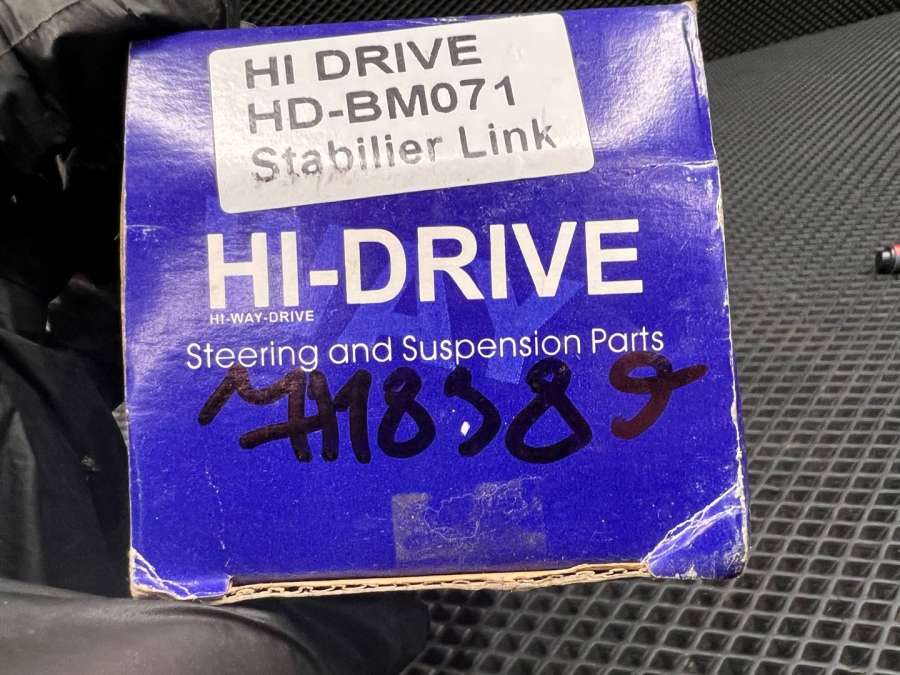 HI DRIVE
HD-BM071
Stabilier Link
HI-DRIVE
HI-WAY-DRIVE
Steering and Suspension Parts